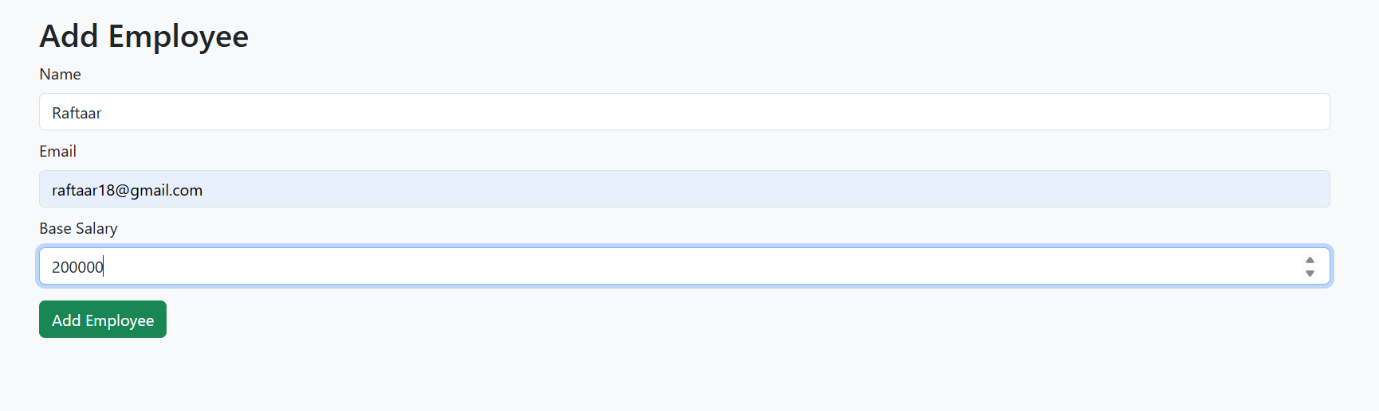 Add Employee
Name
Raftaar
Email
raftaar18@gmail.com
Base Salary
200000
Add Employee